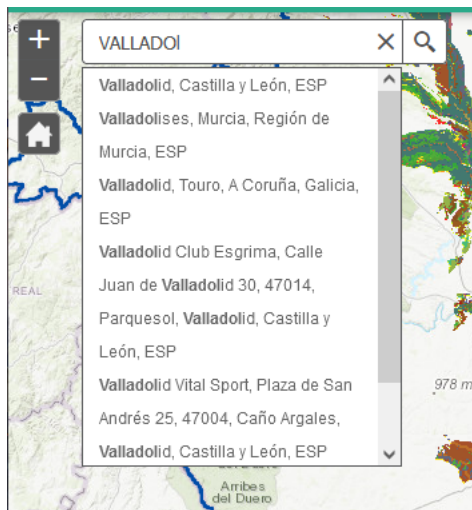 +
VALLADOl
−
Valladolid, Castilla y León, ESP
Valladolises, Murcia, Región de
Murcia, ESP
Valladolid, Touro, A Coruña, Galicia,
ESP
Valladolid Club Esgrima, Calle
Juan de Valladolid 30, 47014,
Parquesol, Valladolid, Castilla y
León, ESP
REAL
Valladolid Vital Sport, Plaza de San
Andrés 25, 47004, Caño Argales,
Valladolid, Castilla y León, ESP
978 m
Arribes
del Duero